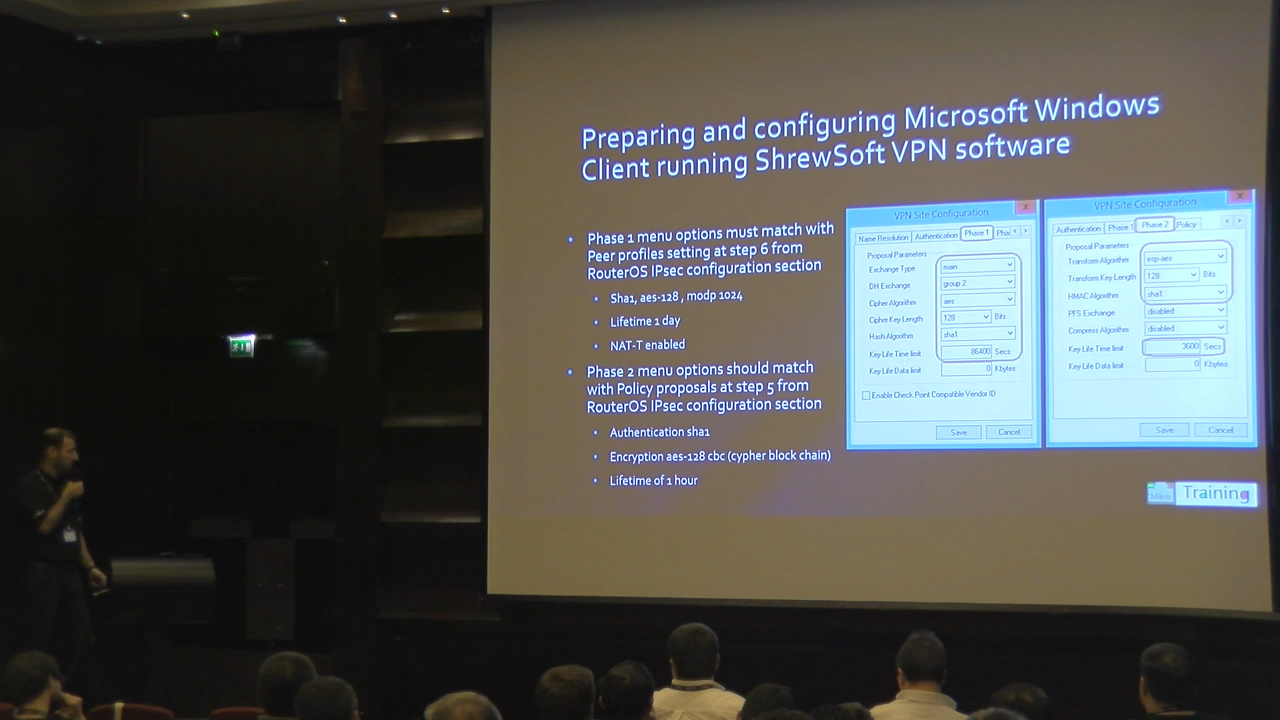 Preparing and configuring Microsoft Windows
Client running ShrewSoft VPN software
• Phase 1 menu options must match with
Peer profiles setting at step 6 from
RouterOS IPsec configuration section
• Sha1, aes-128 , modp 1024
• Lifetime 1 day
• NAT-T enabled
• Phase 2 menu options should match
with Policy proposals at step 5 from
RouterOS IPsec configuration section
• Authentication sha1
• Encryption aes-128 cbc (cypher block chain)
• Lifetime of 1 hour
VPN Site Configuration
x
Name Resolution Authentication Phase 1 Pha < >
Proposal Parameters
Exchange Type main
DH Exchange group 2
Cipher Algorithm aes
Cipher Key Length 128 Bits
Hash Algorithm sha1
Key Life Time limit 86400 Secs
Key Life Data limit 0 Kbytes
Enable Check Point Compatible Vendor ID
Save Cancel
VPN Site Configuration
x
Authentication Phase 1 Phase 2 Policy < >
Proposal Parameters
Transform Algorithm esp-aes
Transform Key Length 128 Bits
HMAC Algorithm sha1
PFS Exchange disabled
Compress Algorithm disabled
Key Life Time limit 3600 Secs
Key Life Data limit 0 Kbytes
Save Cancel
Training